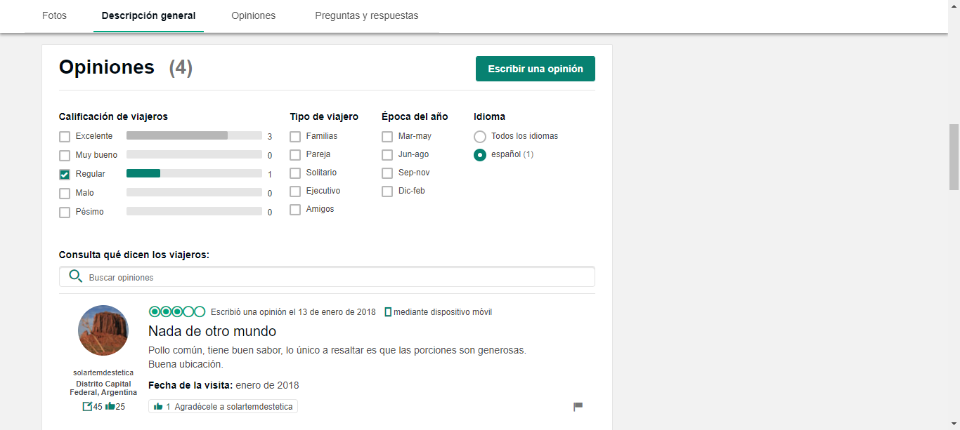 Fotos
Descripción general
Opiniones
Preguntas y respuestas
Opiniones (4)
Escribir una opinión
Calificación de viajeros
Excelente 3
Muy bueno 0
Regular 1
Malo 0
Pésimo 0
Tipo de viajero
Familias
Pareja
Solitario
Ejecutivo
Amigos
Época del año
Mar-may
Jun-ago
Sep-nov
Dic-feb
Idioma
Todos los idiomas
español (1)
Consulta qué dicen los viajeros:
Buscar opiniones
solartemdestetica
Distrito Capital
Federal, Argentina
45 25
Escribió una opinión el 13 de enero de 2018 mediante dispositivo móvil
Nada de otro mundo
Pollo común, tiene buen sabor, lo único a resaltar es que las porciones son generosas.
Buena ubicación.
Fecha de la visita: enero de 2018
1 Agradécele a solartemdestetica